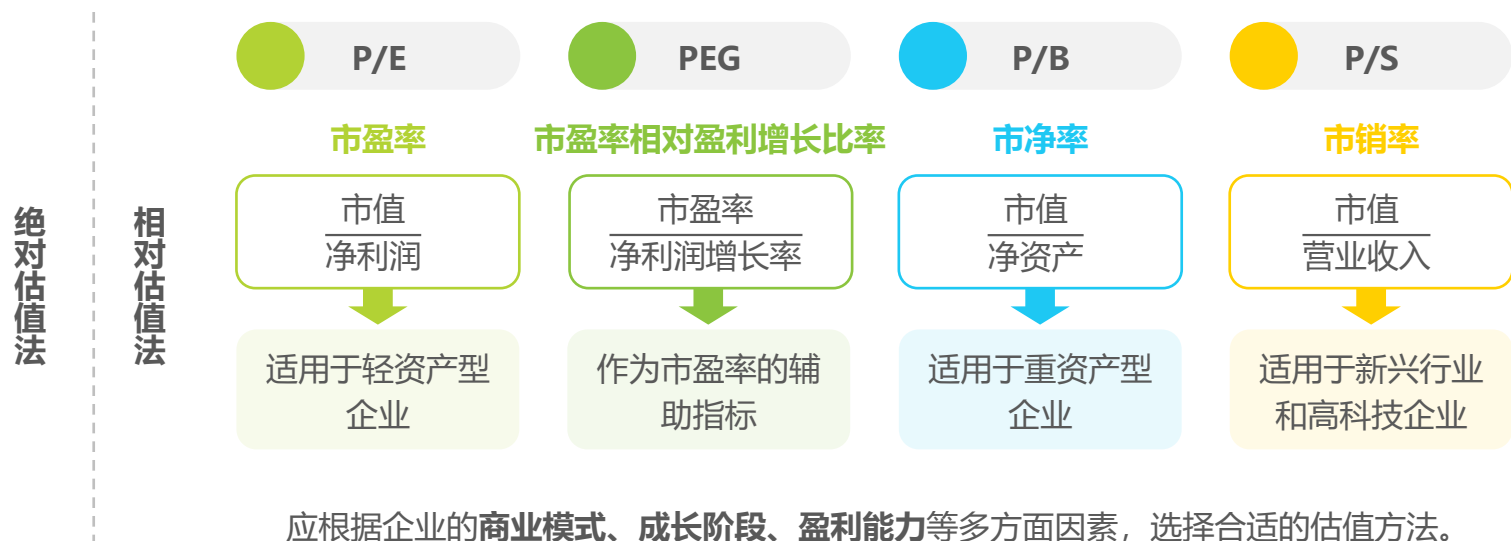 绝对估值法
相对估值法
P/E
市盈率
市值
净利润
适用于轻资产型
企业
PEG
市盈率相对盈利增长比率
市盈率
净利润增长率
作为市盈率的辅
助指标
P/B
市净率
市值
净资产
适用于重资产型
企业
P/S
市销率
市值
营业收入
适用于新兴行业
和高科技企业
应根据企业的商业模式、成长阶段、盈利能力等多方面因素，选择合适的估值方法。